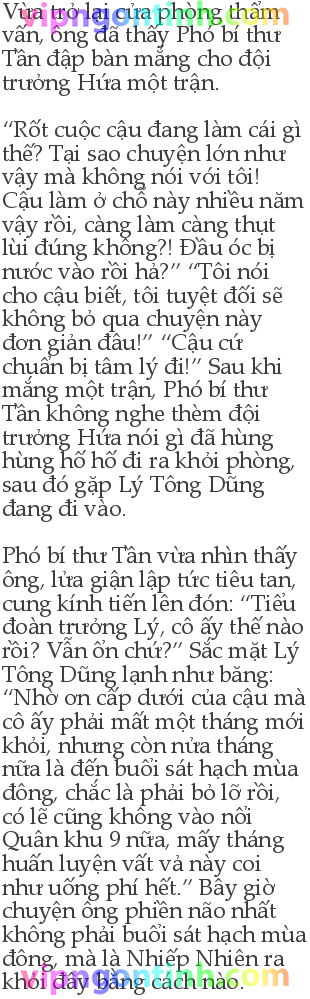 vipngontinh.com
Vừa trở lại cửa phòng thẩm
vấn, ông đã thấy Phó bí thư
Tần đập bàn mắng cho đội
trưởng Hứa một trận.
“Rốt cuộc cậu đang làm cái gì
thế? Tại sao chuyện lớn như
vậy mà không nói với tôi!
Cậu làm ở chỗ này nhiều năm
vậy rồi, càng làm càng thụt
lùi đúng không?! Đầu óc bị
nước vào rồi hả?” “Tôi nói
cho cậu biết, tôi tuyệt đối sẽ
không bỏ qua chuyện này
đơn giản đâu!” “Cậu cứ
chuẩn bị tâm lý đi!” Sau khi
mắng một trận, Phó bí thư
Tần không nghe thèm đội
trưởng Hứa nói gì đã hùng
hùng hổ hổ đi ra khỏi phòng,
sau đó gặp Lý Tông Dũng
đang đi vào.
Phó bí thư Tần vừa nhìn thấy
ông, lửa giận lập tức tiêu tan,
cung kính tiến lên đón: “Tiểu
đoàn trưởng Lý, cô ấy thế nào
rồi? Vẫn ổn chứ?” Sắc mặt Lý
Tông Dũng lạnh như băng:
“Nhờ ơn cấp dưới của cậu mà
cô ấy phải mất một tháng mới
khỏi, nhưng còn nửa tháng
nữa là đến buổi sát hạch mùa
đông, chắc là phải bỏ lỡ rồi,
có lẽ cũng không vào nổi
Quân khu 9 nữa, mấy tháng
huấn luyện vất vả này coi
như uổng phí hết.” Bây giờ
chuyện ông phiền não nhất
không phải buổi sát hạch mùa
đông, mà là Nhiếp Nhiên ra
khỏi đây bằng cách nào.
vipngontinh.com